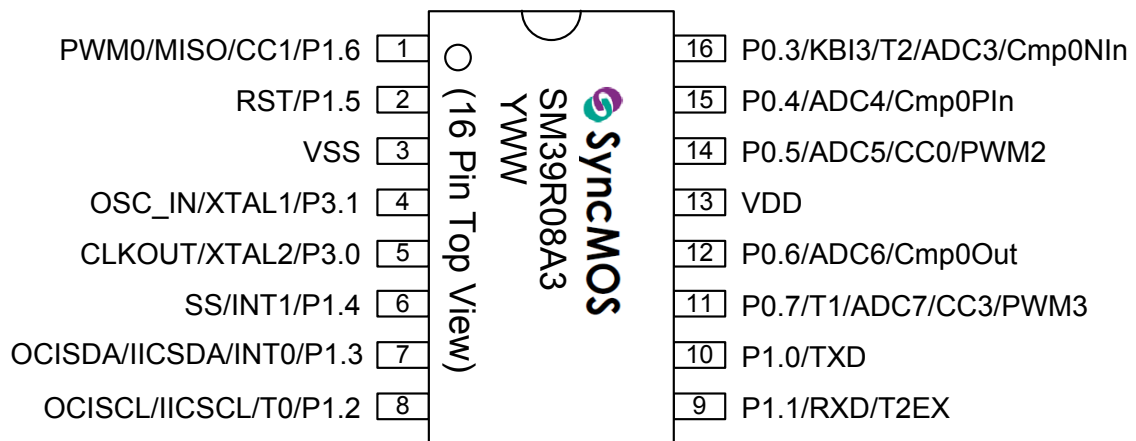 PWM0/MISO/CC1/P1.6 1
RST/P1.5 2
VSS 3
OSC_IN/XTAL1/P3.1 4
CLKOUT/XTAL2/P3.0 5
SS/INT1/P1.4 6
OCISDA/IICSDA/INT0/P1.3 7
OCISCL/IICSCL/T0/P1.2 8
(16 Pin Top View)
YWW
SM39R08A3
SyncMOS
16 P0.3/KBI3/T2/ADC3/Cmp0NIn
15 P0.4/ADC4/Cmp0PIn
14 P0.5/ADC5/CC0/PWM2
13 VDD
12 P0.6/ADC6/Cmp0Out
11 P0.7/T1/ADC7/CC3/PWM3
10 P1.0/TXD
9 P1.1/RXD/T2EX